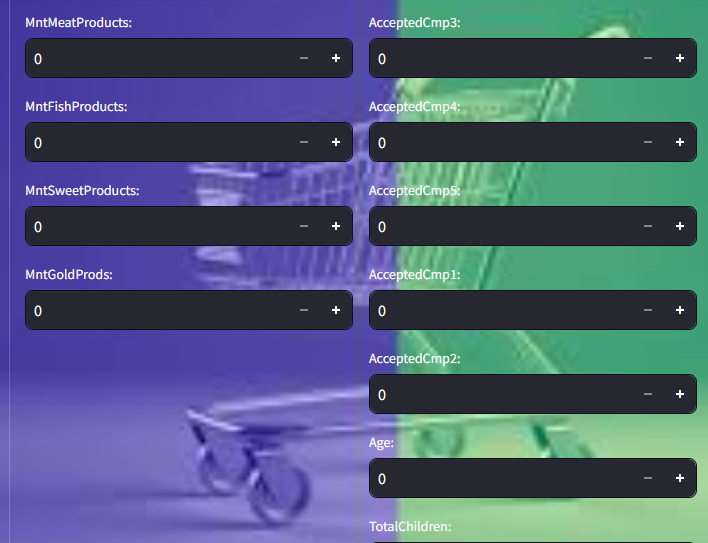 MntMeatProducts:
0
MntFishProducts:
0
MntSweetProducts:
0
MntGoldProds:
0
AcceptedCmp3:
0
AcceptedCmp4:
0
AcceptedCmp5:
0
AcceptedCmp1:
0
AcceptedCmp2:
0
Age:
0
TotalChildren: